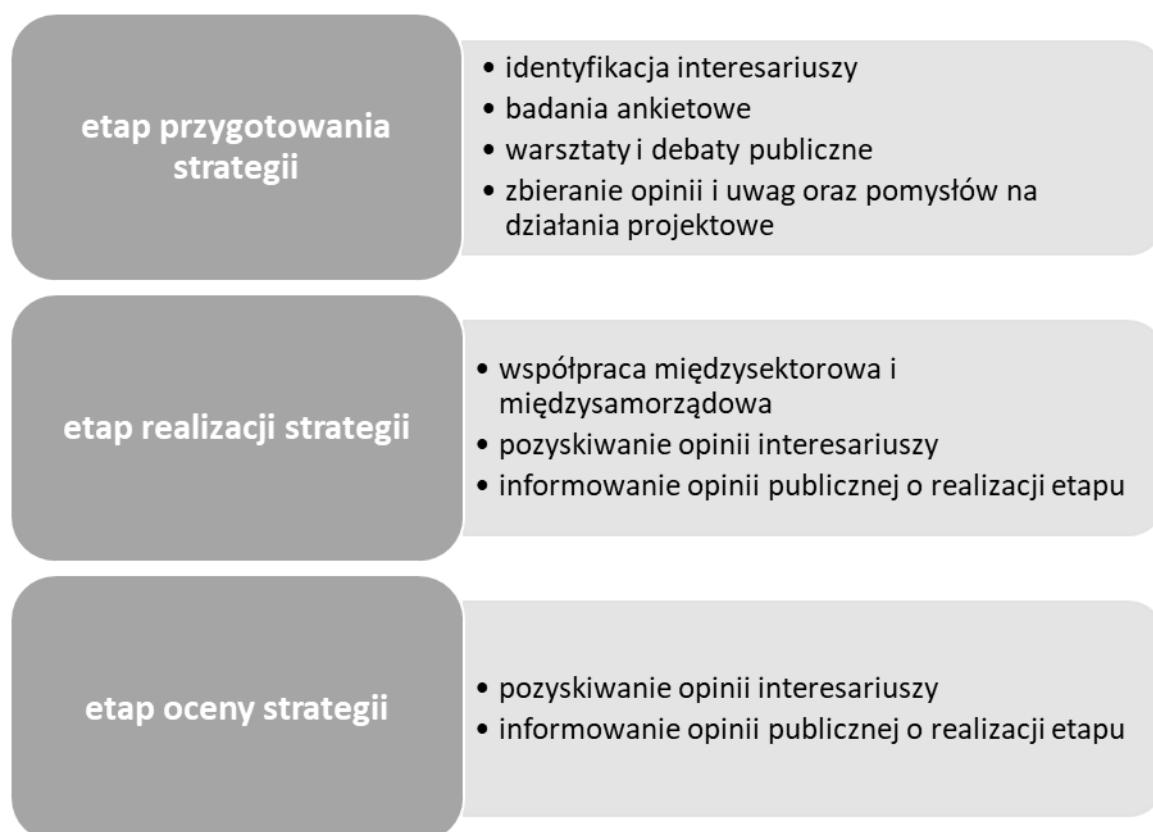 etap przygotowania
strategii
• identyfikacja interesariuszy
• badania ankietowe
• warsztaty i debaty publiczne
• zbieranie opinii i uwag oraz pomysłów na
działania projektowe
etap realizacji strategii
• współpraca międzysektorowa i
międzysamorządowa
• pozyskiwanie opinii interesariuszy
• informowanie opinii publicznej o realizacji etapu
etap oceny strategii
• pozyskiwanie opinii interesariuszy
• informowanie opinii publicznej o realizacji etapu